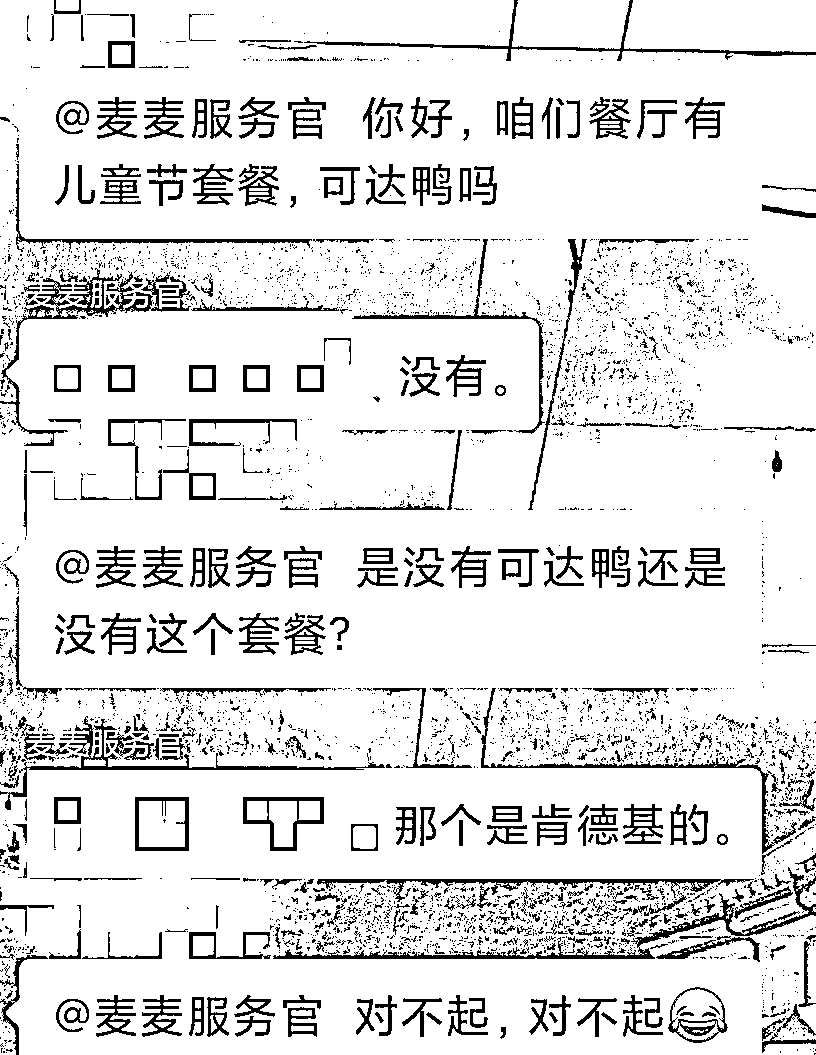 @麦麦服务官 你好，咱们餐厅有
儿童节套餐，可达鸭吗
麦麦服务官
没有。
@麦麦服务官 是没有可达鸭还是
没有这个套餐？
麦麦服务官
那个是肯德基的。
@麦麦服务官 对不起，对不起😂